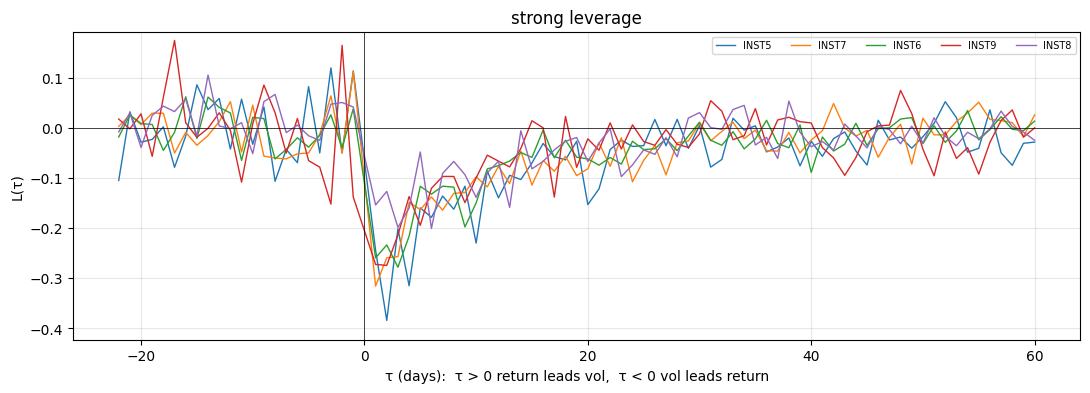 strong leverage
INST5 INST7 INST6 INST9 INST8
L(τ)
0.1
0.0
−0.1
−0.2
−0.3
−0.4
−20 0 20 40 60
τ (days):  τ > 0 return leads vol,  τ < 0 vol leads return